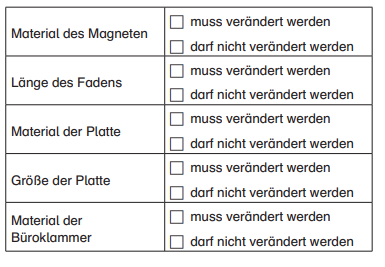 Material des Magneten
muss verändert werden
darf nicht verändert werden
Länge des Fadens
muss verändert werden
darf nicht verändert werden
Material der Platte
muss verändert werden
darf nicht verändert werden
Größe der Platte
muss verändert werden
darf nicht verändert werden
Material der
Büroklammer
muss verändert werden
darf nicht verändert werden